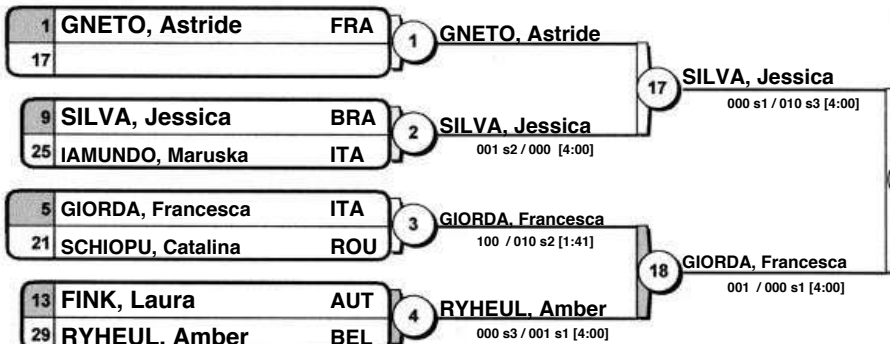 1 GNETO, Astride FRA
17
1
GNETO, Astride
9 SILVA, Jessica BRA
25 IAMUNDO, Maruska ITA
2
SILVA, Jessica
001 s2 / 000 [4:00]
17
SILVA, Jessica
000 s1 / 010 s3 [4:00]
5 GIORDA, Francesca ITA
21 SCHIOPU, Catalina ROU
3
GIORDA, Francesca
100 / 010 s2 [1:41]
13 FINK, Laura AUT
29 RYHEUL, Amber BEL
4
RYHEUL, Amber
000 s3 / 001 s1 [4:00]
18
GIORDA, Francesca
001 / 000 s1 [4:00]